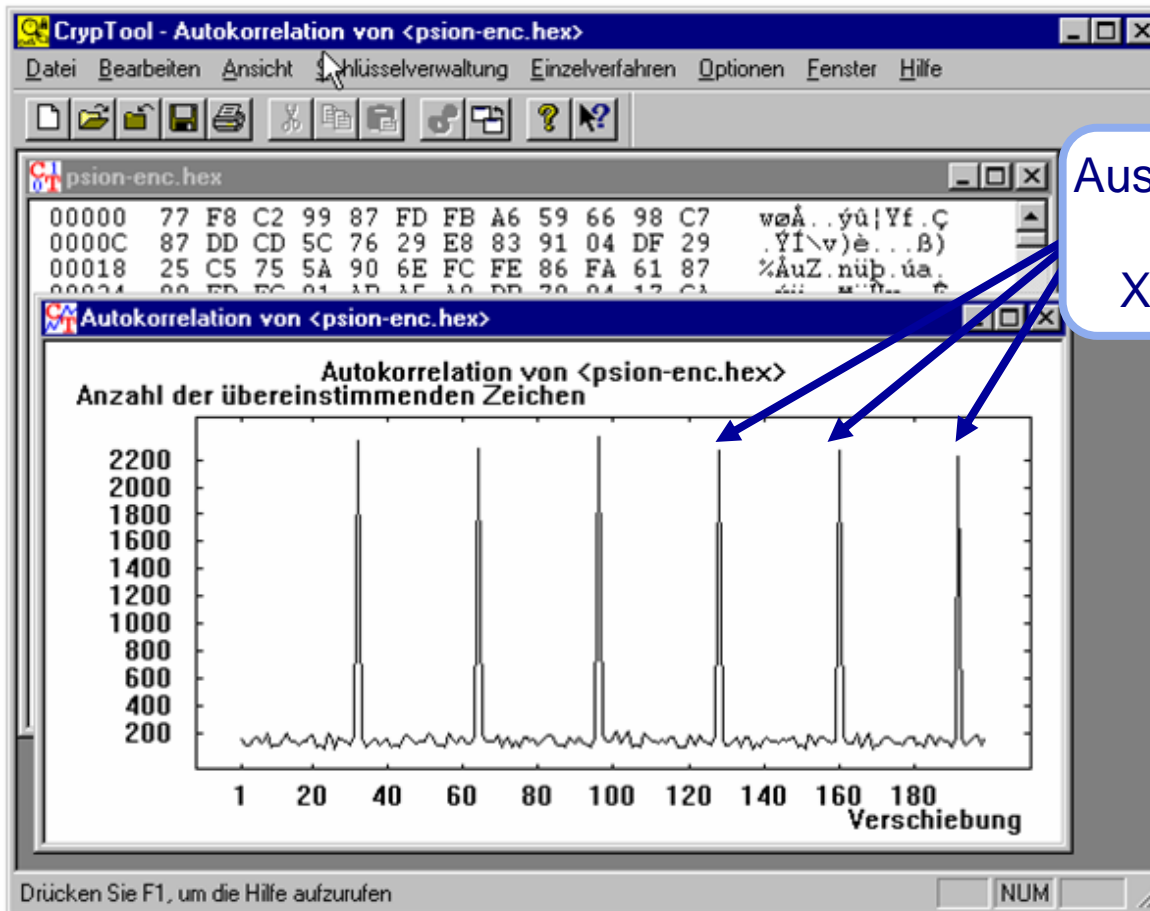 CrypTool - Autokorrelation von <psion-enc.hex>
Datei Bearbeiten Ansicht Schlüsselverwaltung Einzelverfahren Optionen Fenster Hilfe
psion-enc.hex
00000 77 F8 C2 99 87 FD FB A6 59 66 98 C7 wøÂ..ýû¦Yf.Ç
0000C 87 DD CD 5C 76 29 E8 83 91 04 DF 29 .ÝÍ\v)è...ß)
00018 25 C5 75 5A 90 6E FC FE 86 FA 61 87 %ÅuZ.nüþ.úa.
Aus
X
Autokorrelation von <psion-enc.hex>
Autokorrelation von <psion-enc.hex>
Anzahl der übereinstimmenden Zeichen
2200
2000
1800
1600
1400
1200
1000
800
600
400
200
1 20 40 60 80 100 120 140 160 180
Verschiebung
Drücken Sie F1, um die Hilfe aufzurufen NUM